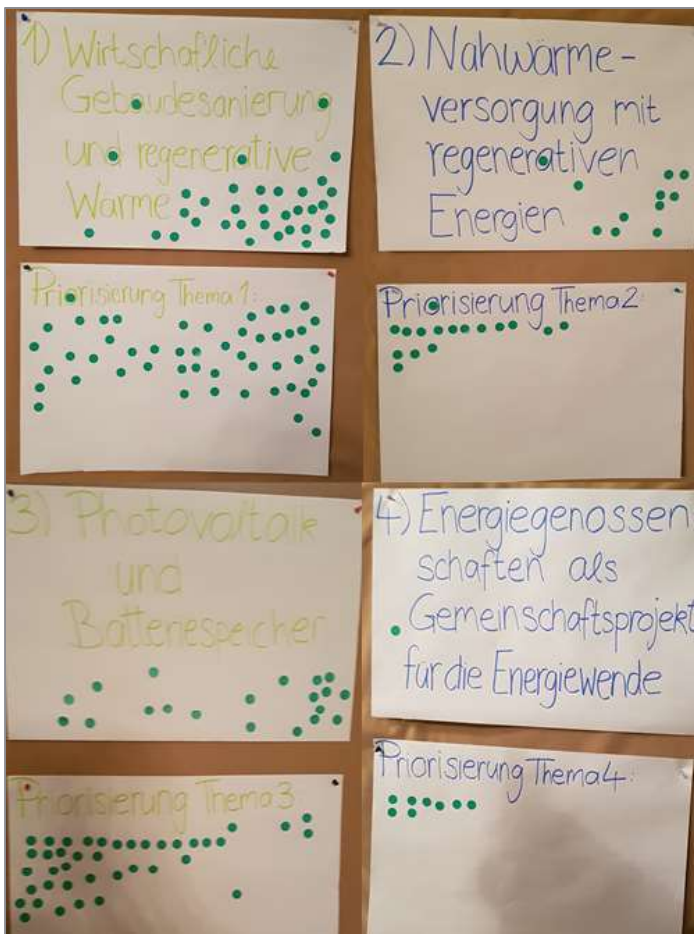 1) Wirtschafliche
Gebäudesanierung
und regenerative
Wärme
Priorisierung Thema 1:
2) Nahwärme-
versorgung mit
regenerativen
Energien
Priorisierung Thema 2:
3) Photovoltaik
und
Batteriespeicher
Priorisierung Thema 3
4) Energiegenossen
schaften als
Gemeinschaftsprojekt
für die Energiewende
Priorisierung Thema 4: